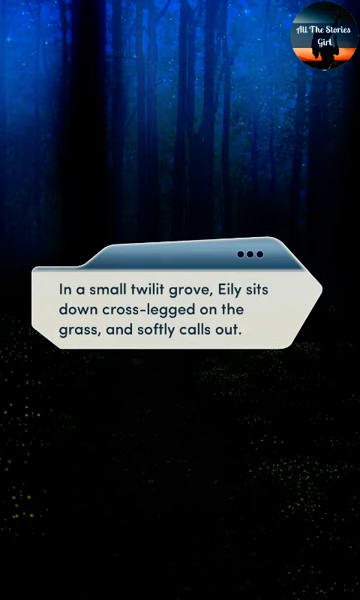 All The Stories
Girl
In a small twilit grove, Eily sits
down cross-legged on the
grass, and softly calls out.